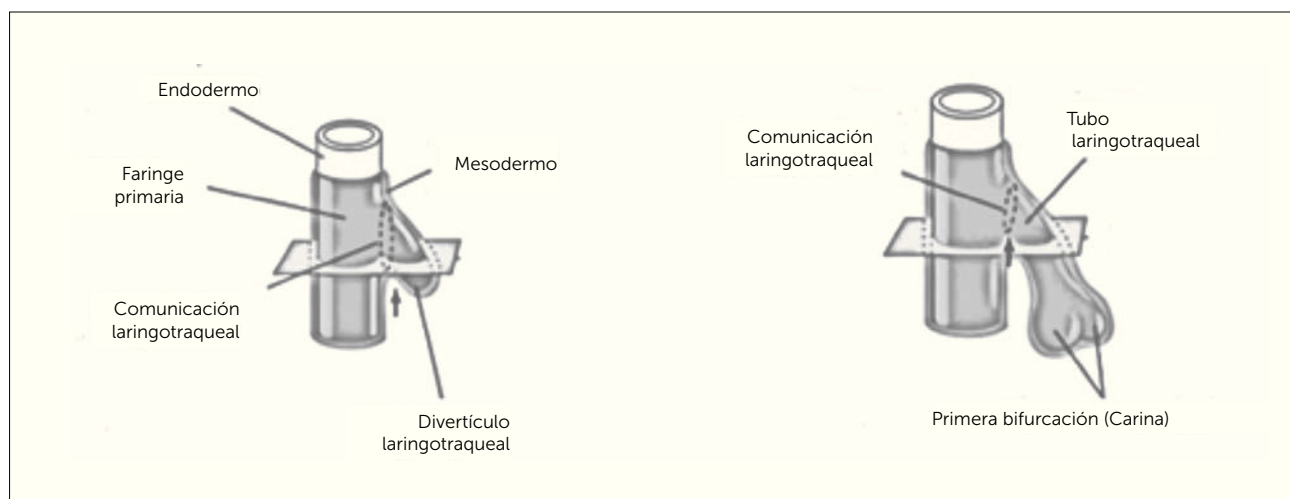 Endodermo
Faringe
primaria
Mesodermo
Comunicación
laringotraqueal
Divertículo
laringotraqueal
Comunicación
laringotraqueal
Tubo
laringotraqueal
Primera bifurcación (Carina)